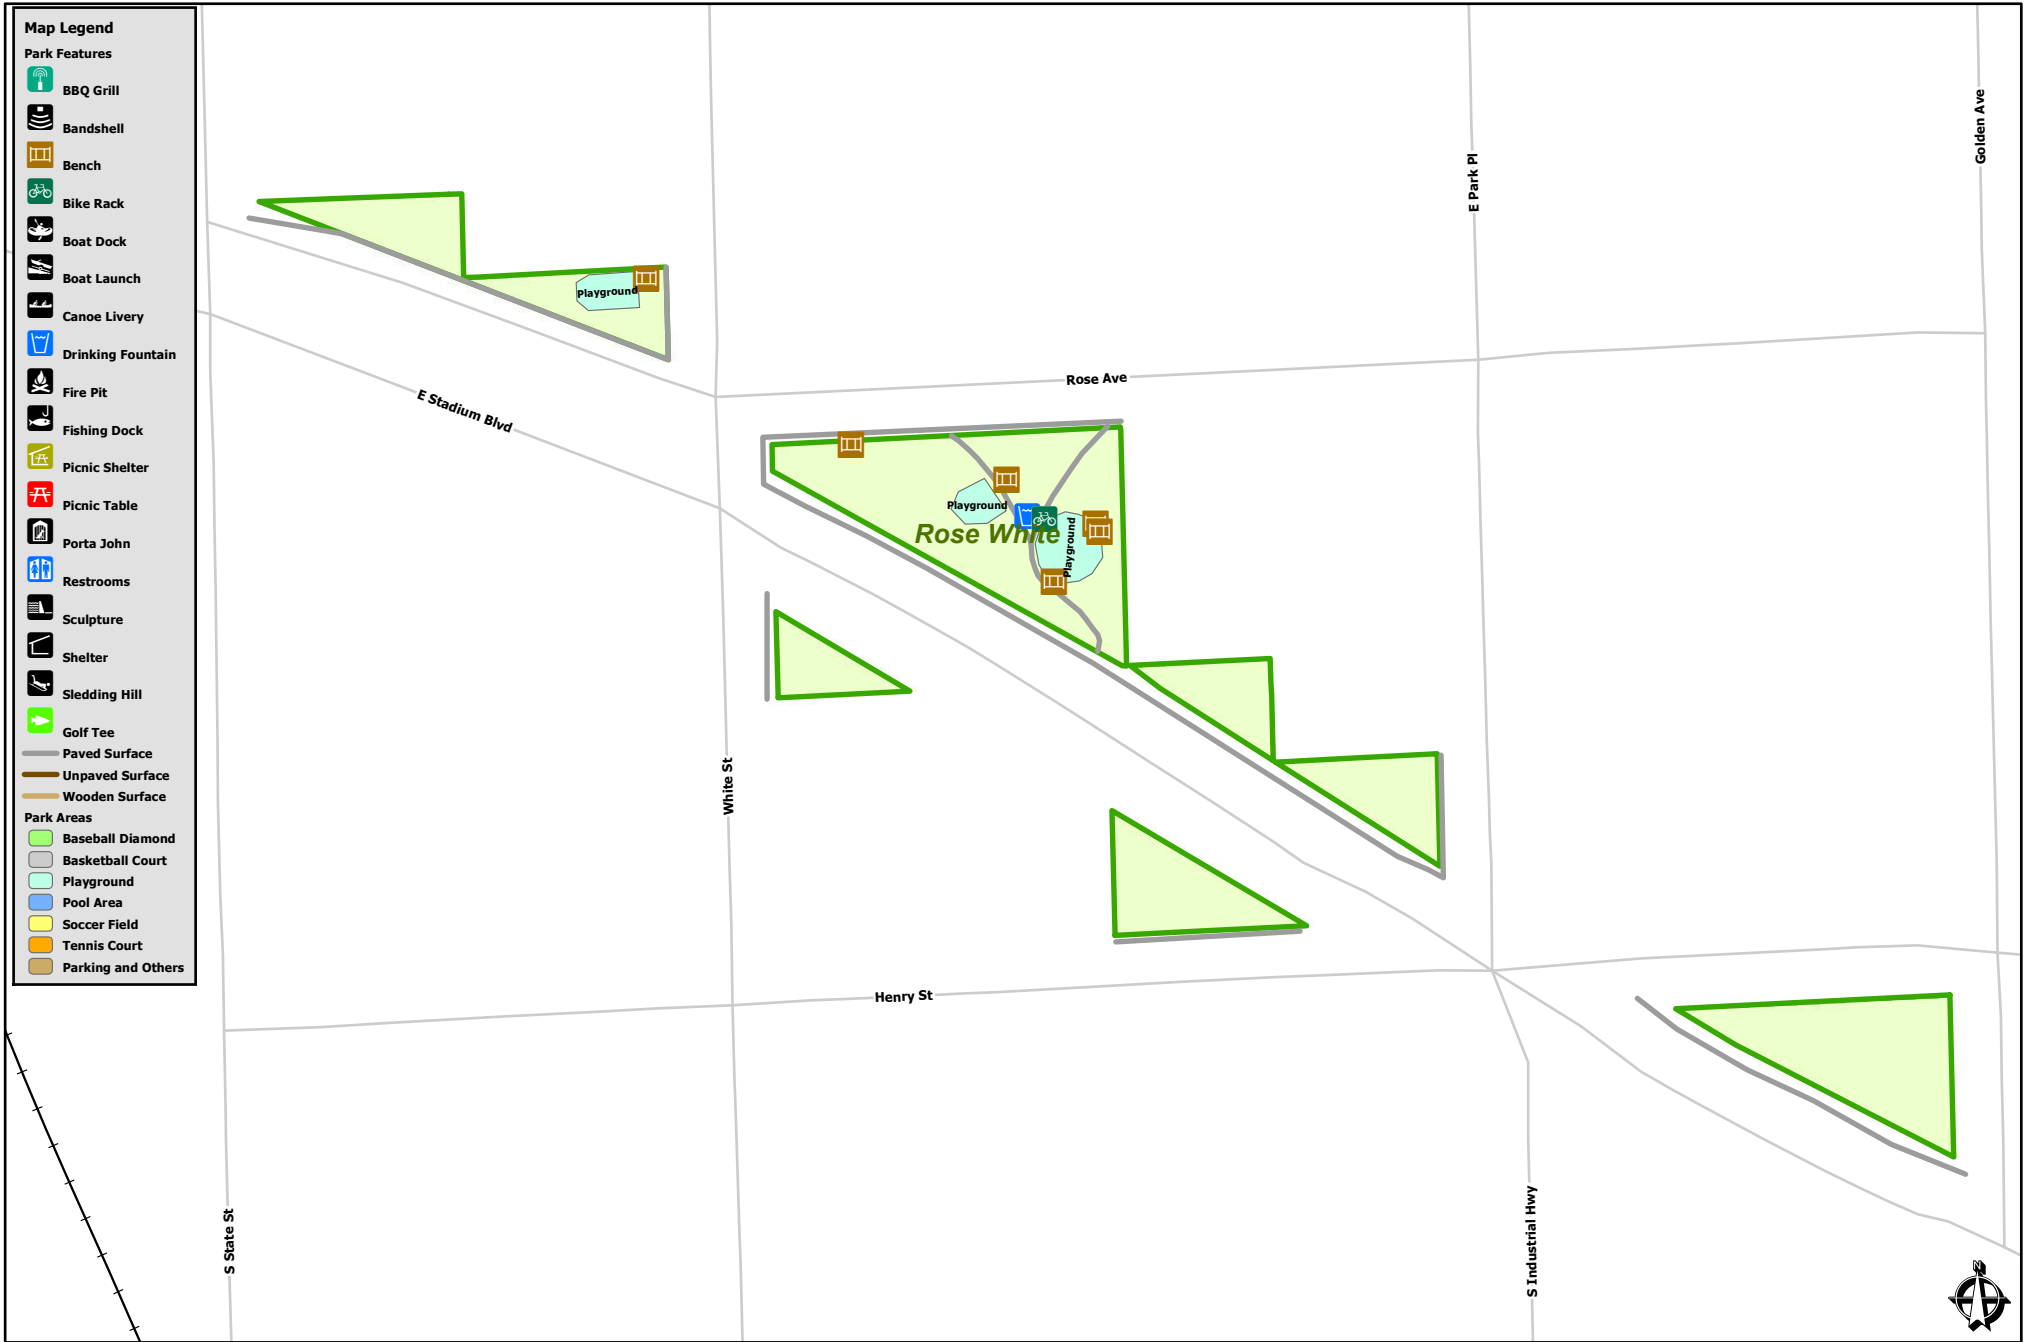 Map Legend
Park Features
BBQ Grill
Bandshell
Bench
Bike Rack
Boat Dock
Boat Launch
Canoe Livery
Drinking Fountain
Fire Pit
Fishing Dock
Picnic Shelter
Picnic Table
Porta John
Restrooms
Sculpture
Shelter
Sledding Hill
Golf Tee
Paved Surface
Unpaved Surface
Wooden Surface
Park Areas
Baseball Diamond
Basketball Court
Playground
Pool Area
Soccer Field
Tennis Court
Parking and Others
Golden Ave
E Park Pl
Playground
Rose Ave
E Stadium Blvd
Playground
Rose White
Playground
White St
Henry St
S State St
S Industrial Hwy
N